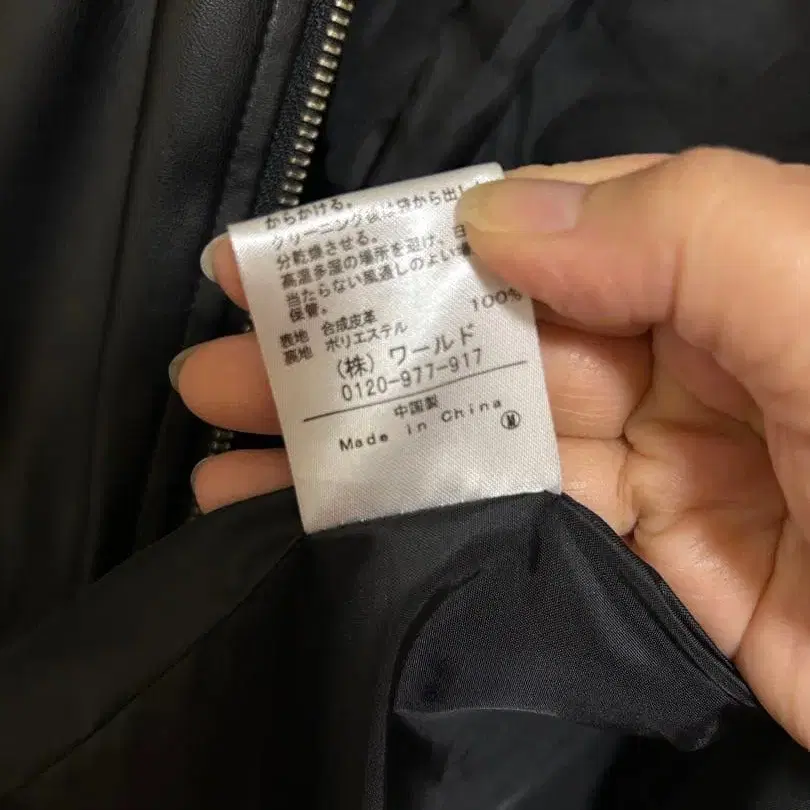 からかける。
クリーニング後は袋から出し
分乾燥させる。
高温多湿の場所を避け、日
当たらない風通しのよい場
保管。
表地 合成皮革
裏地 ポリエステル 100%
(株) ワールド
0120-977-917
中国製
Made in China Ⓜ